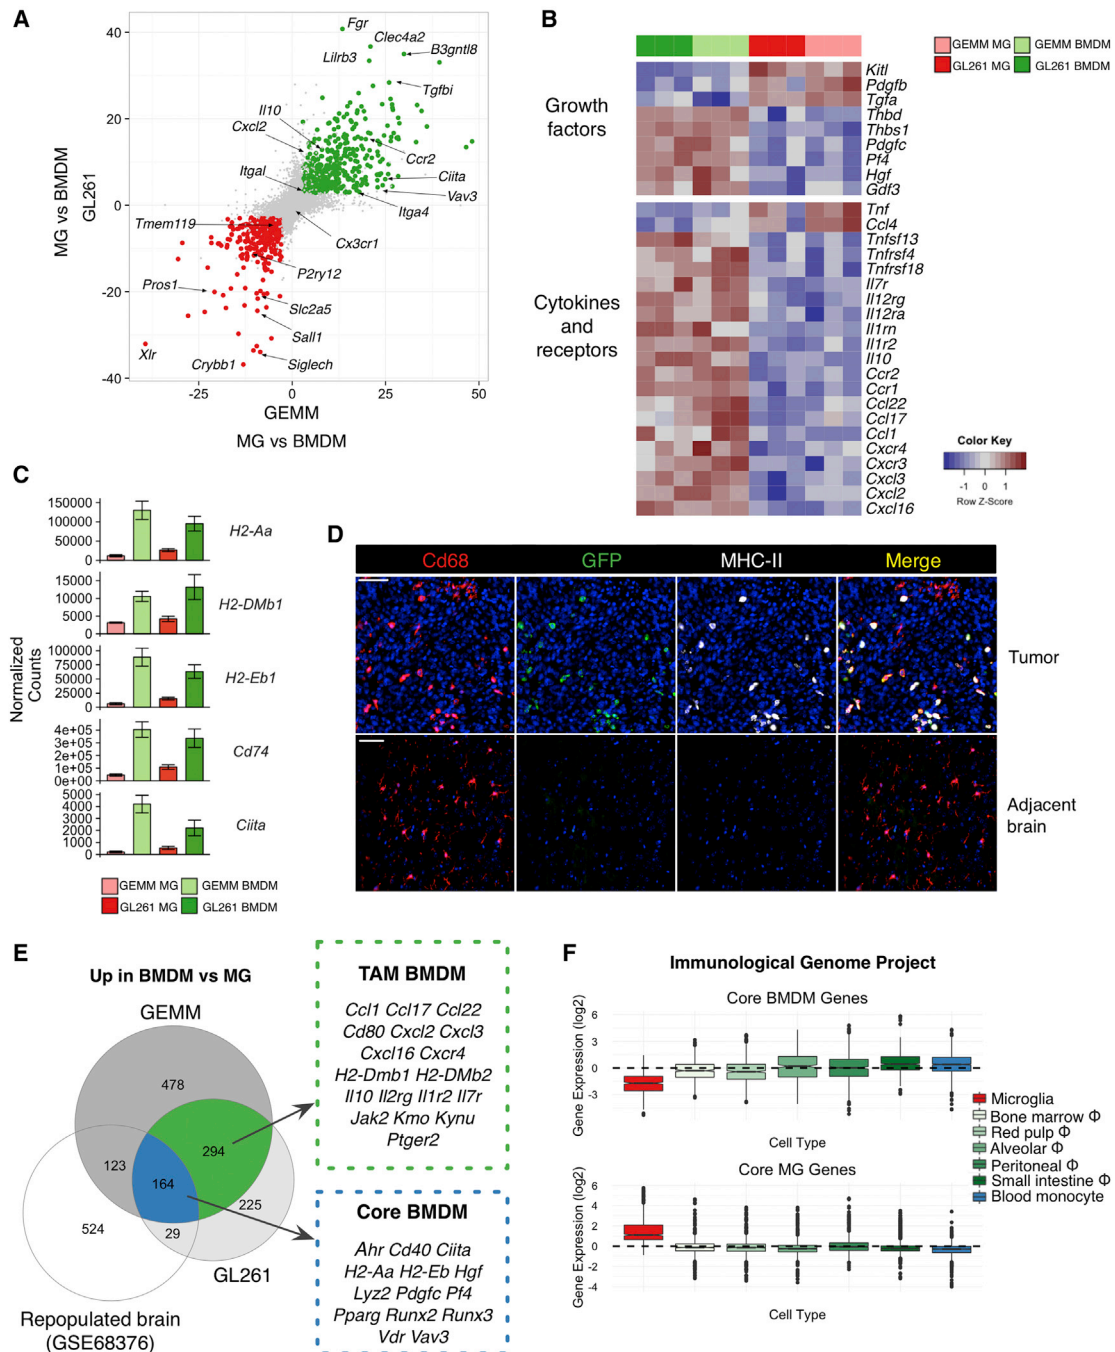 A
40
20
0
-20
-40
-25
0
25
50
MG vs BMDM
GL261
GEMM
MG vs BMDM
Fgr
Clec4a2
B3gntl8
Lilrb3
Tgfbi
Il10
Cxcl2
Ccr2
Itgal
Ciita
Vav3
Itga4
Tmem119
Cx3cr1
P2ry12
Pros1
Slc2a5
Sall1
Xlr
Crybb1
Siglech
B
GEMM MG
GEMM BMDM
GL261 MG
GL261 BMDM
Growth
factors
Kitl
Pdgfb
Tgfa
Thbd
Thbs1
Pdgfc
Pf4
Hgf
Gdf3
Cytokines
and
receptors
Tnf
Ccl4
Tnfsf13
Tnfrsf4
Tnfrsf18
Il7r
Il12rg
Il12ra
Il1rn
Il1r2
Il10
Ccr2
Ccr1
Ccl22
Ccl17
Ccl1
Cxcr4
Cxcr3
Cxcl3
Cxcl2
Cxcl16
Color Key
-1 0 1
Row Z-Score
C
Normalized
Counts
150000
100000
50000
0
H2-Aa
15000
10000
5000
0
H2-DMb1
100000
75000
50000
25000
0
H2-Eb1
4e+05
3e+05
2e+05
1e+05
0e+00
Cd74
5000
4000
3000
2000
1000
0
Ciita
GEMM MG
GEMM BMDM
GL261 MG
GL261 BMDM
D
Cd68
GFP
MHC-II
Merge
Tumor
Adjacent
brain
E
Up in BMDM vs MG
GEMM
478
294
123
164
225
524
29
GL261
Repopulated brain
(GSE68376)
TAM BMDM
Ccl1 Ccl17 Ccl22
Cd80 Cxcl2 Cxcl3
Cxcl16 Cxcr4
H2-Dmb1 H2-DMb2
Il10 Il2rg Il1r2 Il7r
Jak2 Kmo Kynu
Ptger2
Core BMDM
Ahr Cd40 Ciita
H2-Aa H2-Eb Hgf
Lyz2 Pdgfc Pf4
Pparg Runx2 Runx3
Vdr Vav3
F
Immunological Genome Project
Core BMDM Genes
Gene Expression (log2)
6
3
0
-3
Cell Type
Core MG Genes
Gene Expression (log2)
6
4
2
0
-2
-4
Cell Type
Microglia
Bone marrow Φ
Red pulp Φ
Alveolar Φ
Peritoneal Φ
Small intestine Φ
Blood monocyte